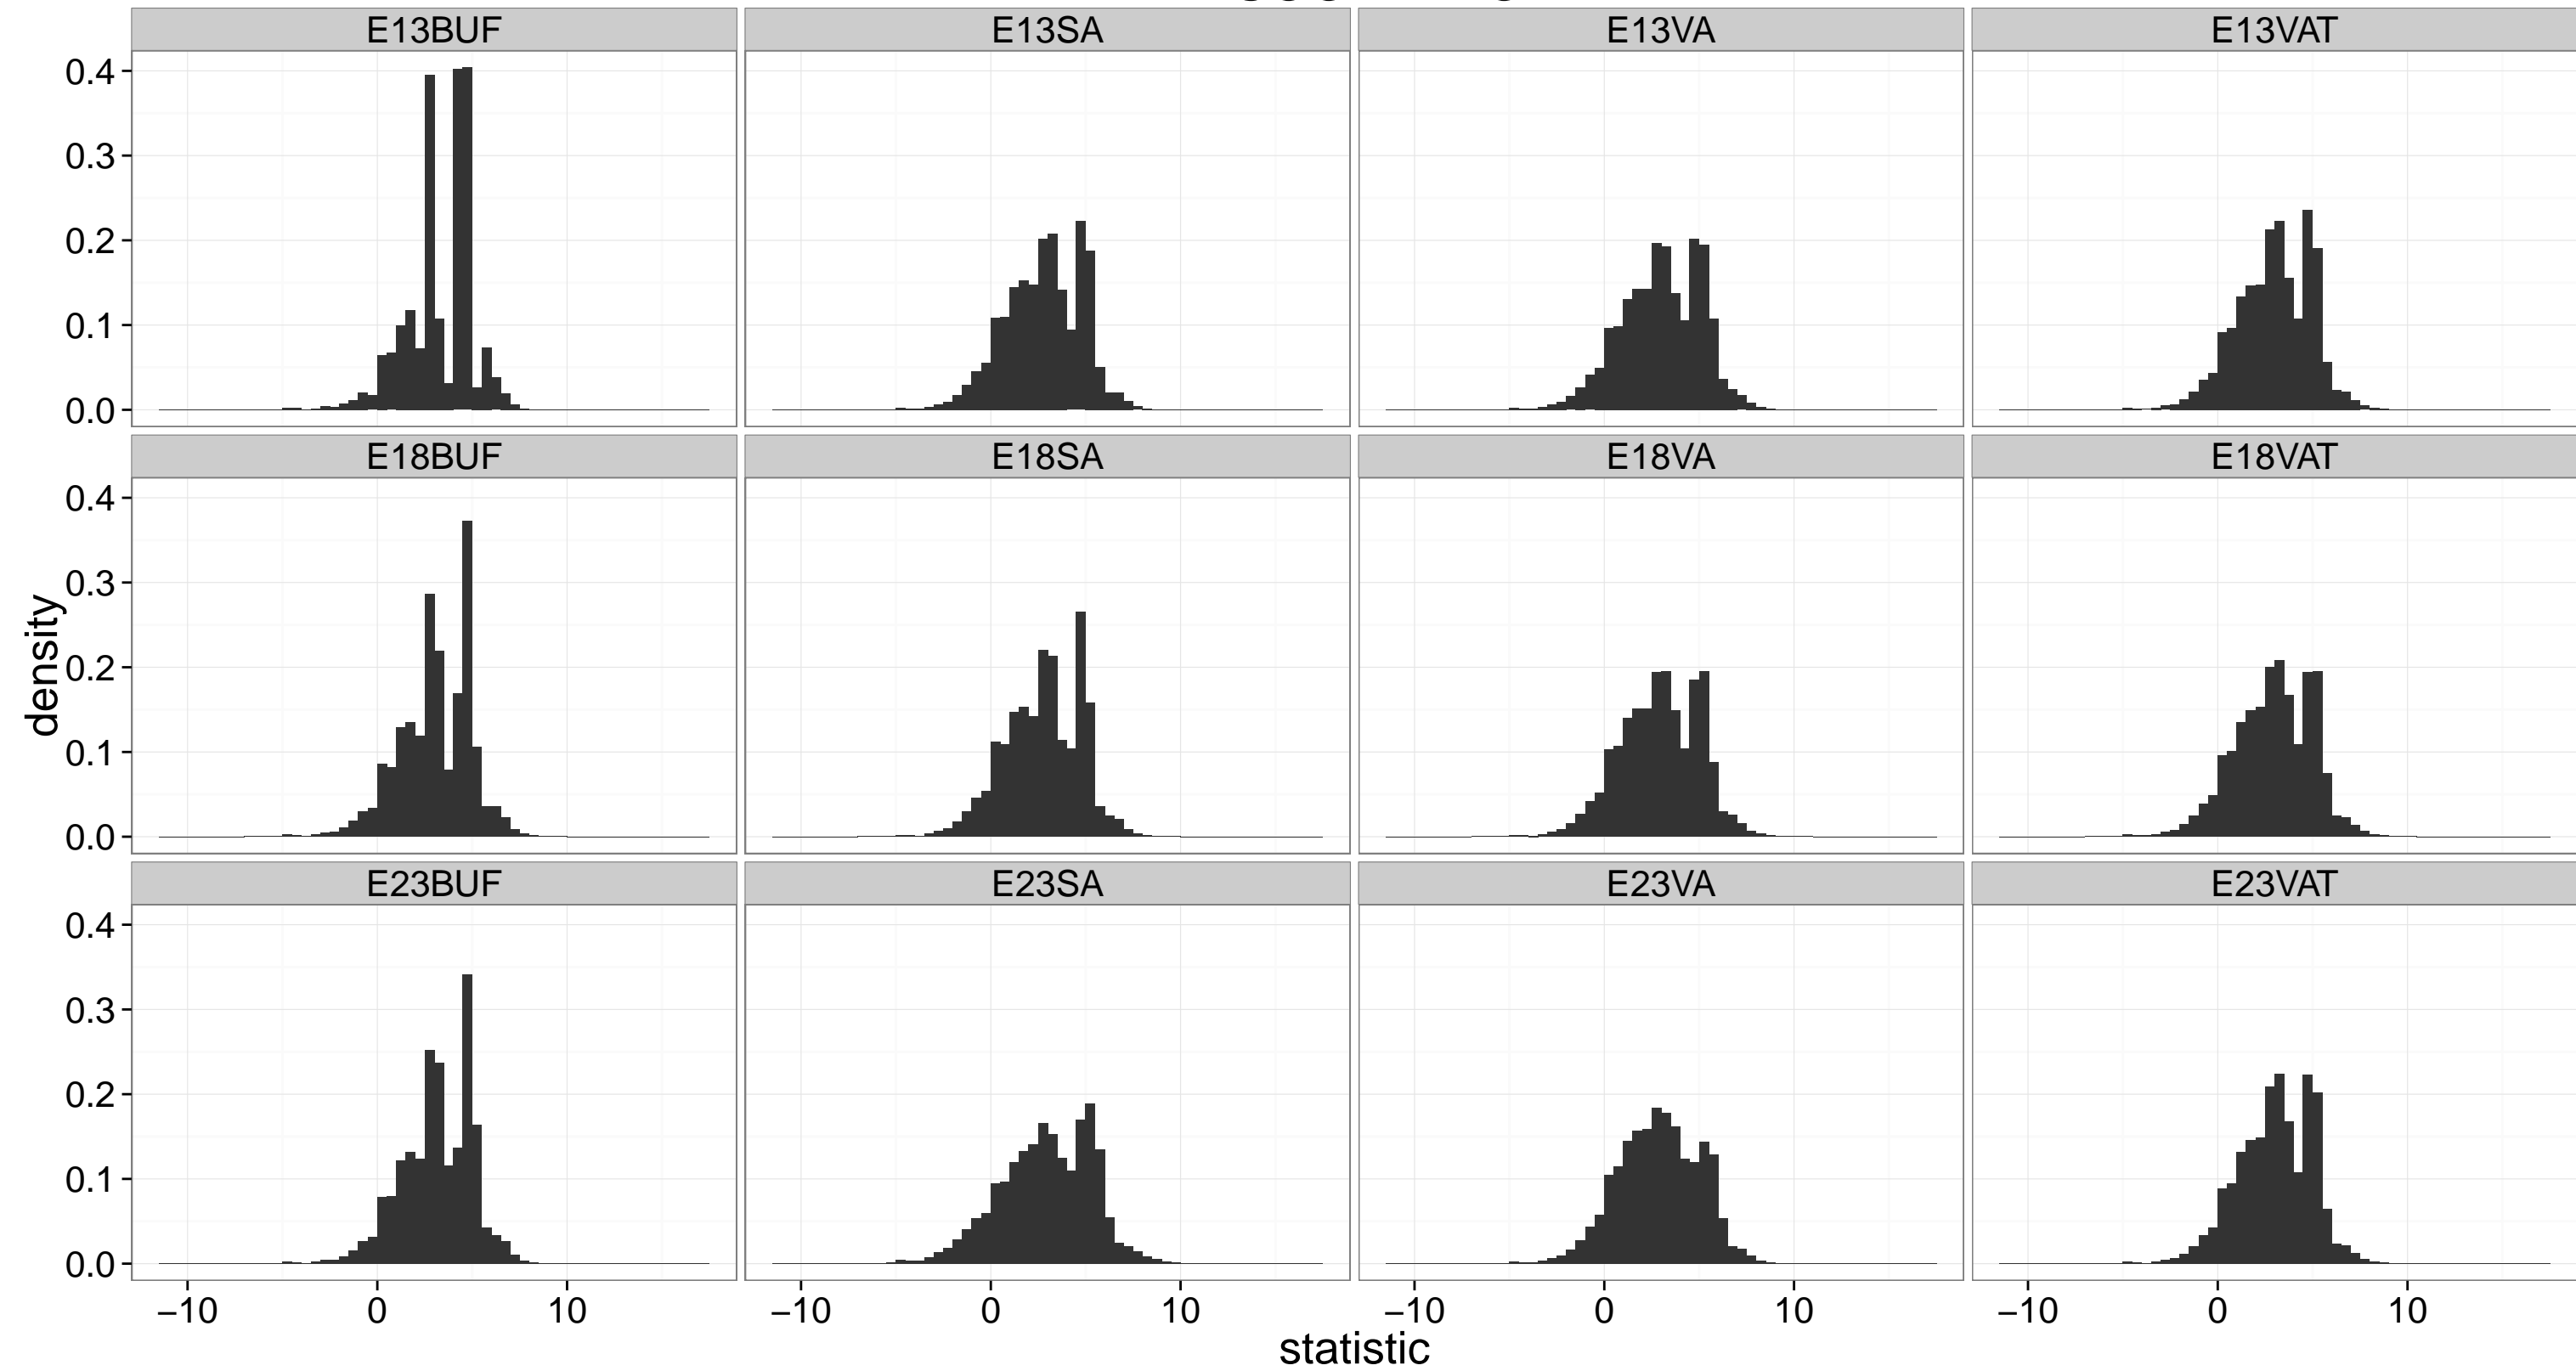 E13BUF E13SA E13VA E13VAT
0.4
0.3
0.2
0.1
0.0
E18BUF E18SA E18VA E18VAT
0.4
0.3
0.2
0.1
0.0
E23BUF E23SA E23VA E23VAT
0.4
0.3
0.2
0.1
0.0
density
−10 0 10 −10 0 10 −10 0 10 −10 0 10
statistic